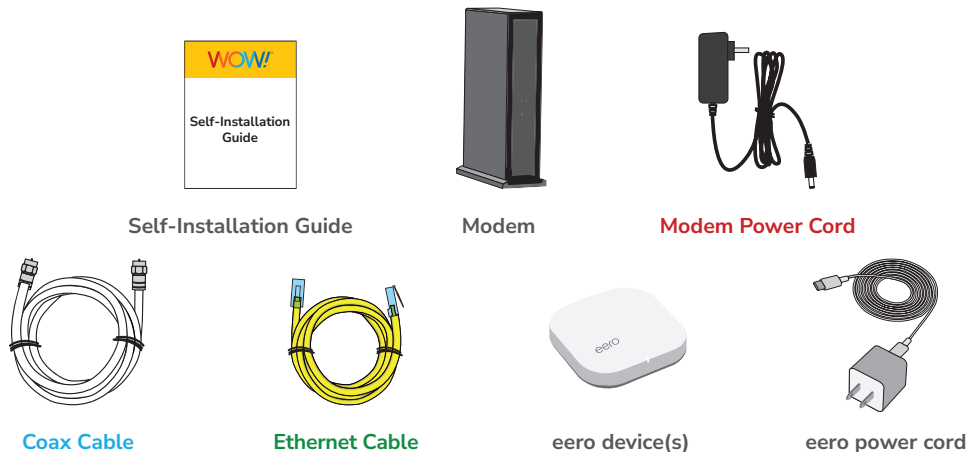 WOW!
Self-Installation
Guide
Self-Installation Guide
Modem
Modem Power Cord
eero
Coax Cable
Ethernet Cable
eero device(s)
eero power cord